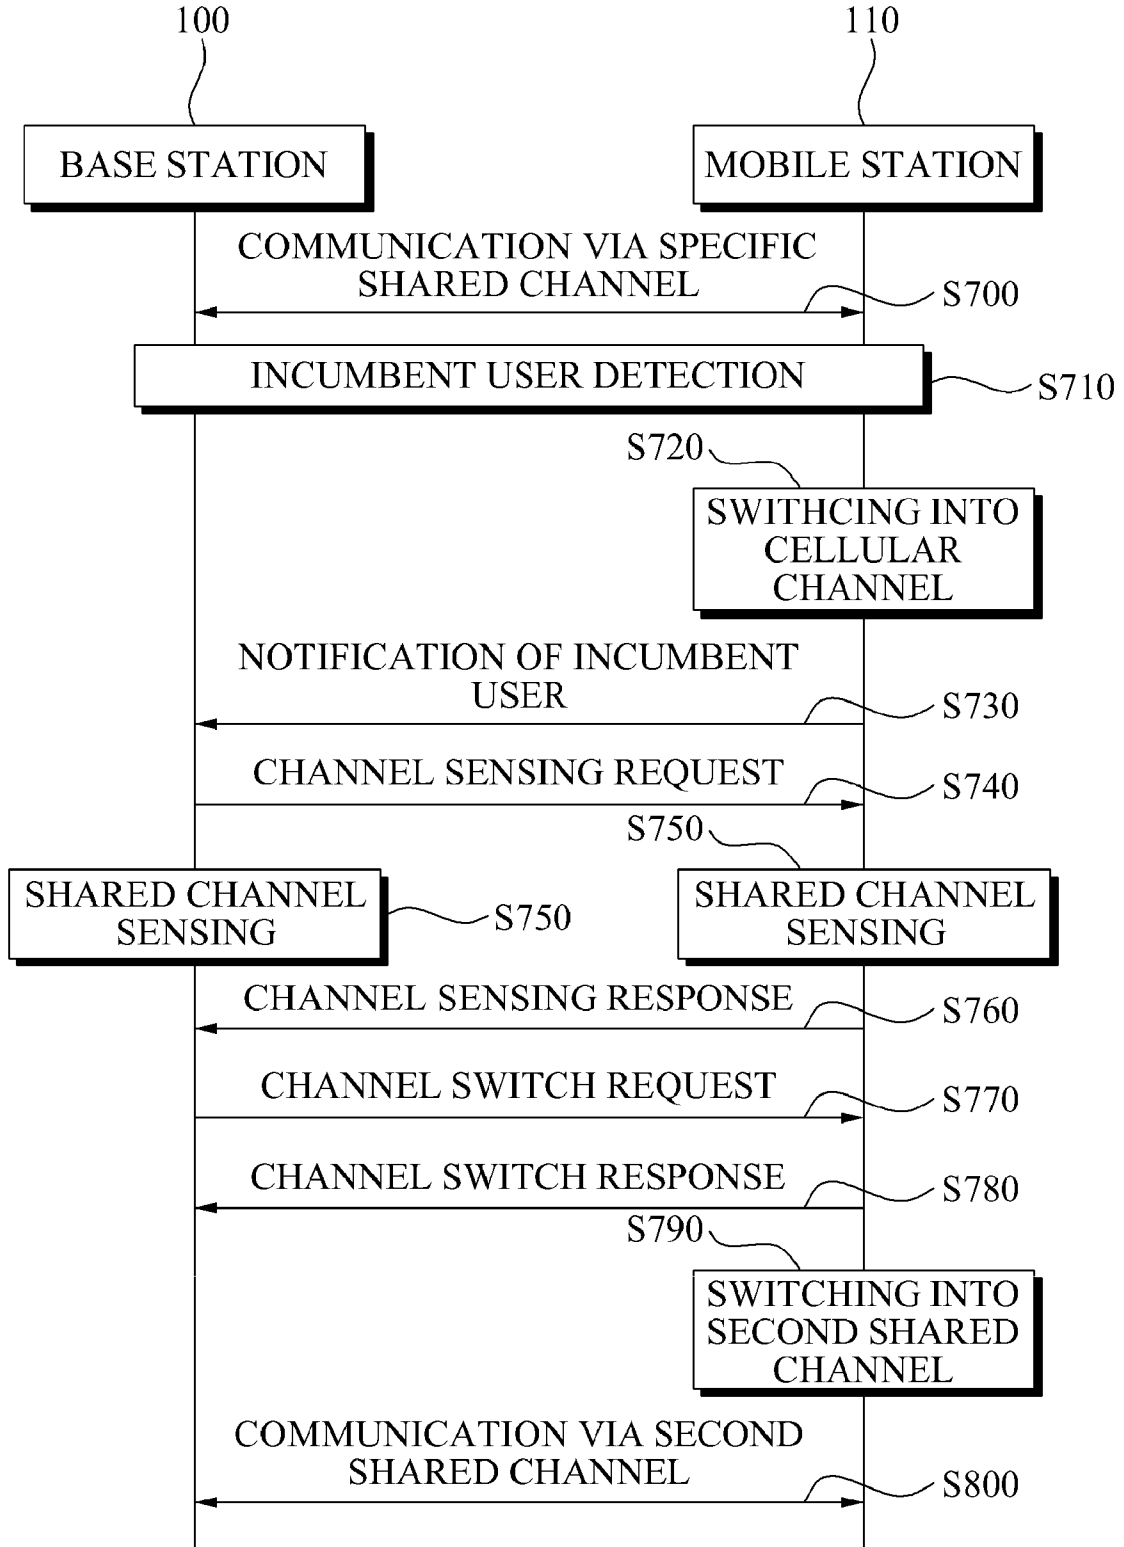 100
110
BASE STATION
MOBILE STATION
COMMUNICATION VIA SPECIFIC
SHARED CHANNEL
S700
INCUMBENT USER DETECTION
S710
S720
SWITHCING INTO
CELLULAR
CHANNEL
NOTIFICATION OF INCUMBENT
USER
S730
CHANNEL SENSING REQUEST
S740
S750
SHARED CHANNEL
SENSING
S750
SHARED CHANNEL
SENSING
CHANNEL SENSING RESPONSE
S760
CHANNEL SWITCH REQUEST
S770
CHANNEL SWITCH RESPONSE
S780
S790
SWITCHING INTO
SECOND SHARED
CHANNEL
COMMUNICATION VIA SECOND
SHARED CHANNEL
S800